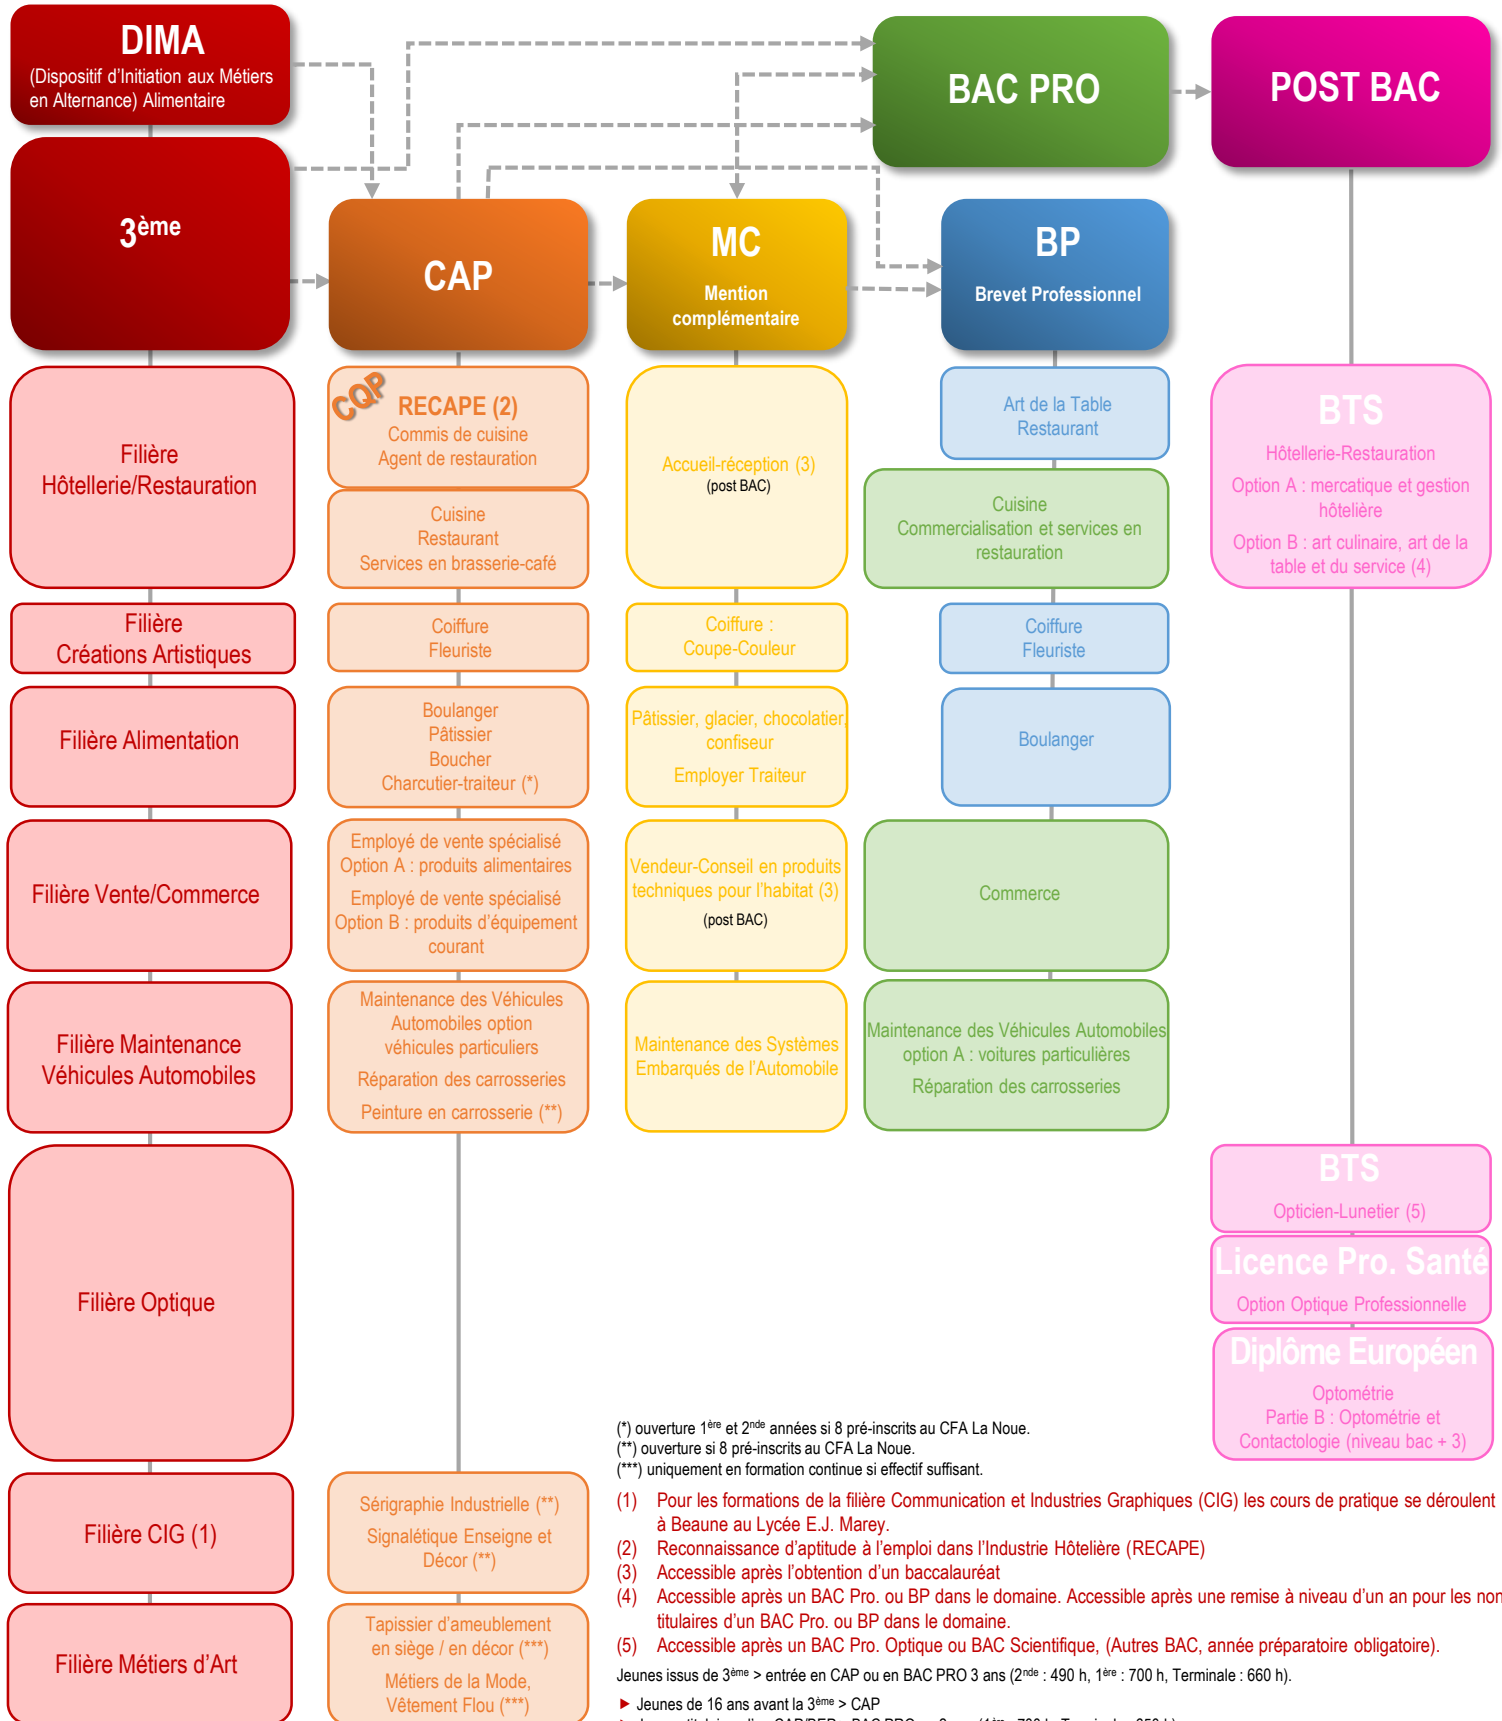 DIMA
(Dispositif d'Initiation aux Métiers
en Alternance) Alimentaire
3ème
CAP
MC
Mention
complémentaire
BAC PRO
BP
Brevet Professionnel
POST BAC
Filière
Hôtellerie/Restauration
CQP
RECAPE (2)
Commis de cuisine
Agent de restauration
Cuisine
Restaurant
Services en brasserie-café
Accueil-réception (3)
(post BAC)
Art de la Table
Restaurant
Cuisine
Commercialisation et services en
restauration
BTS
Hôtellerie-Restauration
Option A : mercatique et gestion
hôtelière
Option B : art culinaire, art de la
table et du service (4)
Filière
Créations Artistiques
Coiffure
Fleuriste
Coiffure :
Coupe-Couleur
Coiffure
Fleuriste
Filière Alimentation
Boulanger
Pâtissier
Boucher
Charcutier-traiteur (*)
Pâtissier, glacier, chocolatier,
confiseur
Employer Traiteur
Boulanger
Filière Vente/Commerce
Employé de vente spécialisé
Option A : produits alimentaires
Employé de vente spécialisé
Option B : produits d'équipement
courant
Vendeur-Conseil en produits
techniques pour l'habitat (3)
(post BAC)
Commerce
Filière Maintenance
Véhicules Automobiles
Maintenance des Véhicules
Automobiles option
véhicules particuliers
Réparation des carrosseries
Peinture en carrosserie (**)
Maintenance des Systèmes
Embarqués de l'Automobile
Maintenance des Véhicules Automobiles
option A : voitures particulières
Réparation des carrosseries
Filière Optique
BTS
Opticien-Lunetier (5)
Licence Pro. Santé
Option Optique Professionnelle
Diplôme Européen
Optométrie
Partie B : Optométrie et
Contactologie (niveau bac + 3)
Filière CIG (1)
Sérigraphie Industrielle (**)
Signalétique Enseigne et
Décor (**)
Filière Métiers d'Art
Tapissier d'ameublement
en siège / en décor (***)
Métiers de la Mode,
Vêtement Flou (***)
(*) ouverture 1ère et 2nde années si 8 pré-inscrits au CFA La Noue.
(**) ouverture si 8 pré-inscrits au CFA La Noue.
(***) uniquement en formation continue si effectif suffisant.
(1) Pour les formations de la filière Communication et Industries Graphiques (CIG) les cours de pratique se déroulent
à Beaune au Lycée E.J. Marey.
(2) Reconnaissance d'aptitude à l'emploi dans l'Industrie Hôtelière (RECAPE)
(3) Accessible après l'obtention d'un baccalauréat
(4) Accessible après un BAC Pro. ou BP dans le domaine. Accessible après une remise à niveau d'un an pour les non
titulaires d'un BAC Pro. ou BP dans le domaine.
(5) Accessible après un BAC Pro. Optique ou BAC Scientifique, (Autres BAC, année préparatoire obligatoire).
Jeunes issus de 3ème > entrée en CAP ou en BAC PRO 3 ans (2nde : 490 h, 1ère : 700 h, Terminale : 660 h).
► Jeunes de 16 ans avant la 3ème > CAP